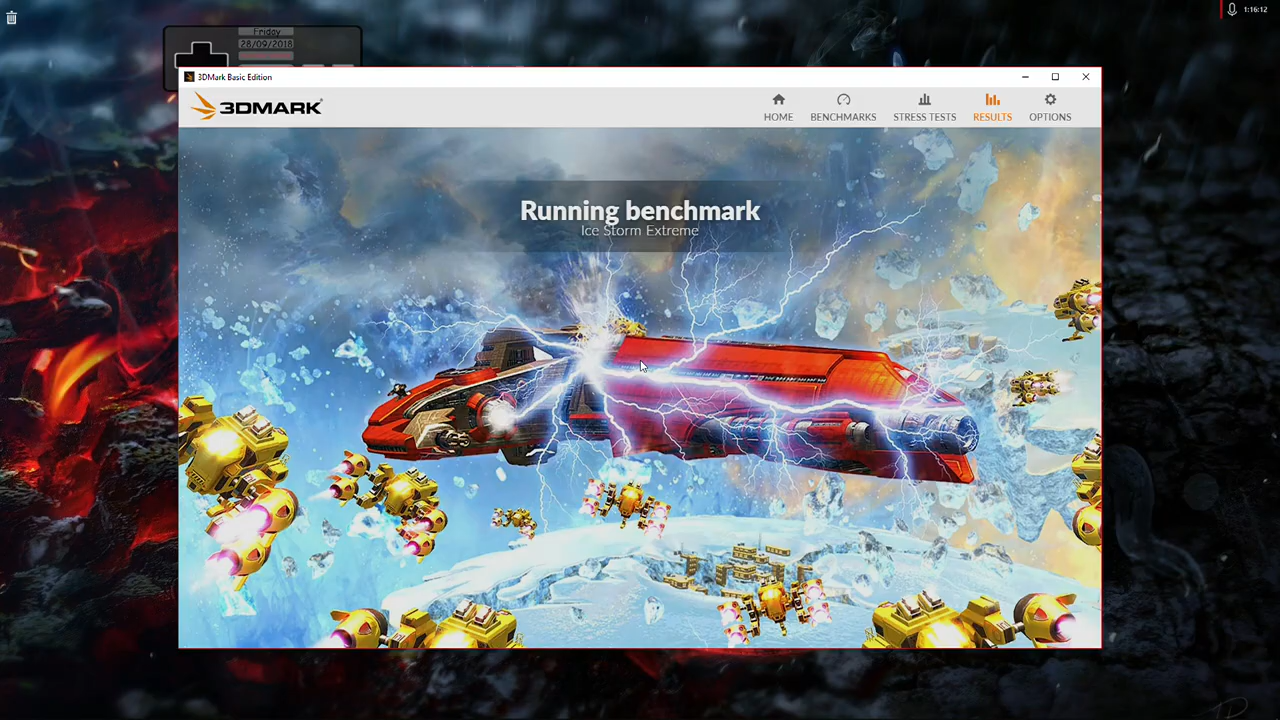 1:16:12
Friday
28/09/2018
3DMark Basic Edition
3DMARK
HOME BENCHMARKS STRESS TESTS RESULTS OPTIONS
Running benchmark
Ice Storm Extreme